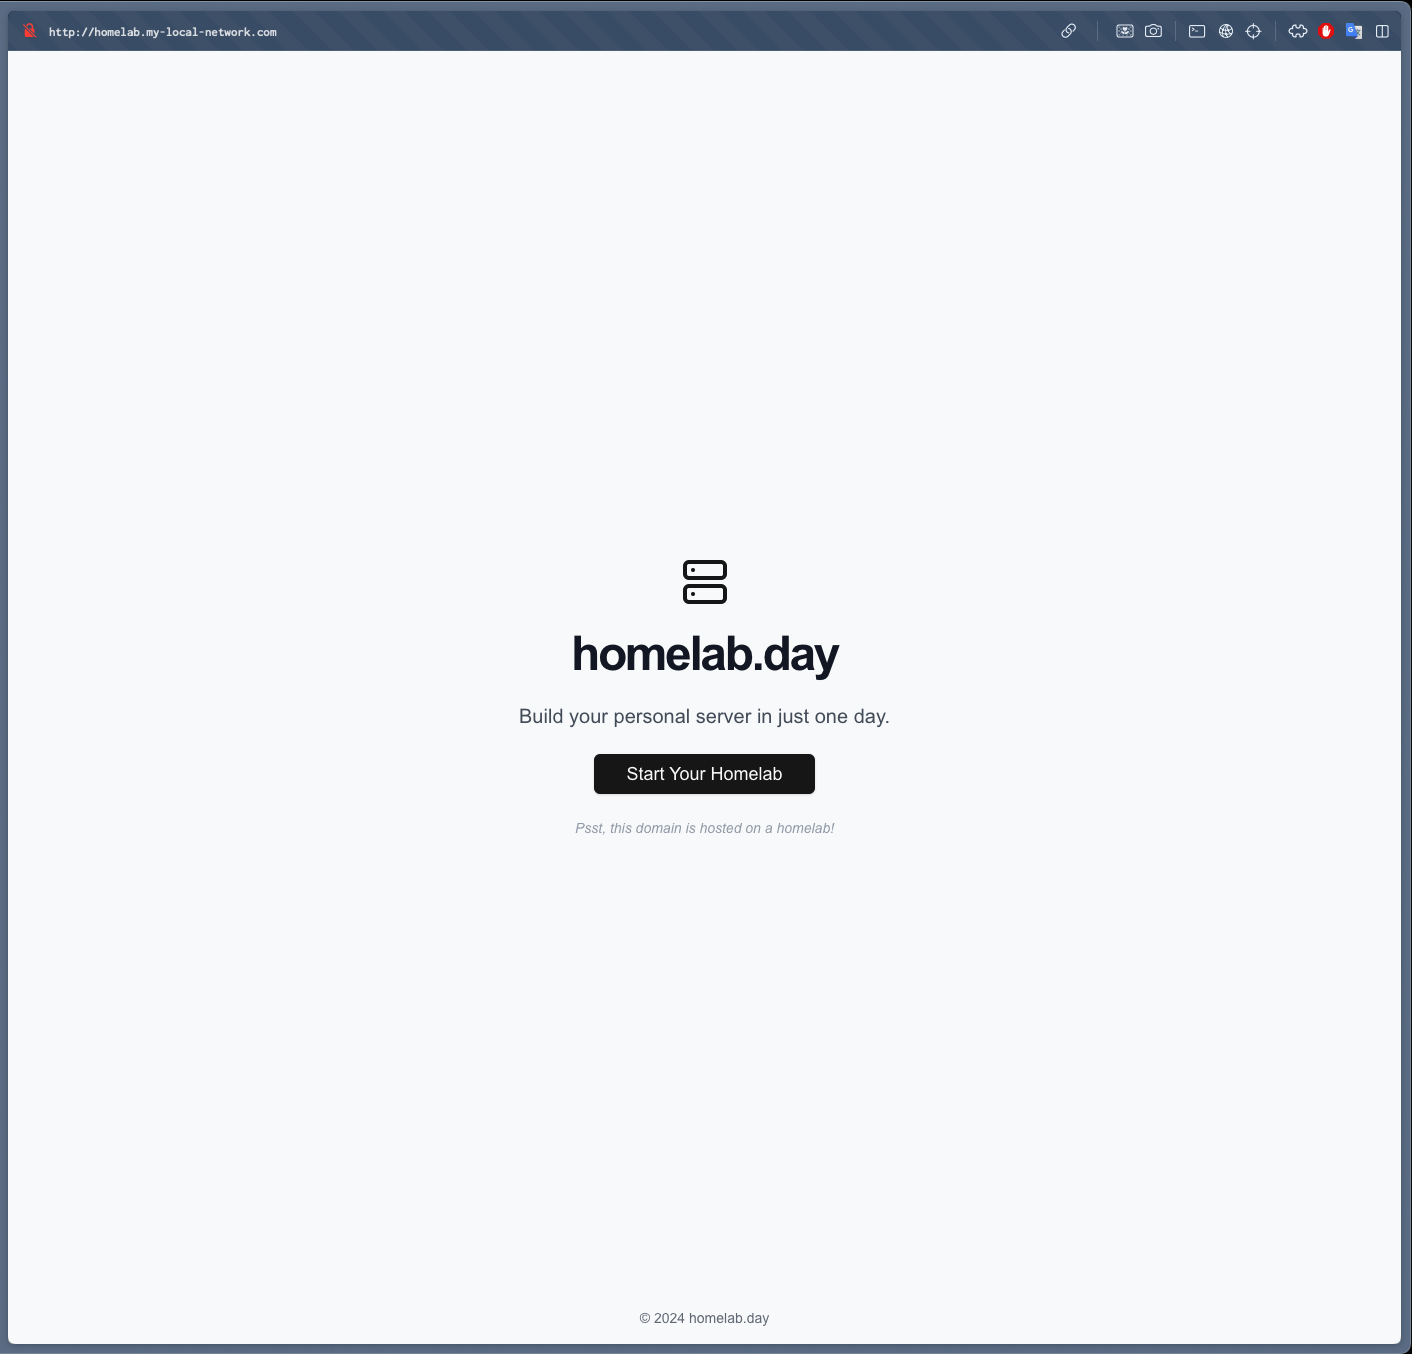 http://homelab.my-local-network.com
homelab.day
Build your personal server in just one day.
Start Your Homelab
Psst, this domain is hosted on a homelab!
© 2024 homelab.day